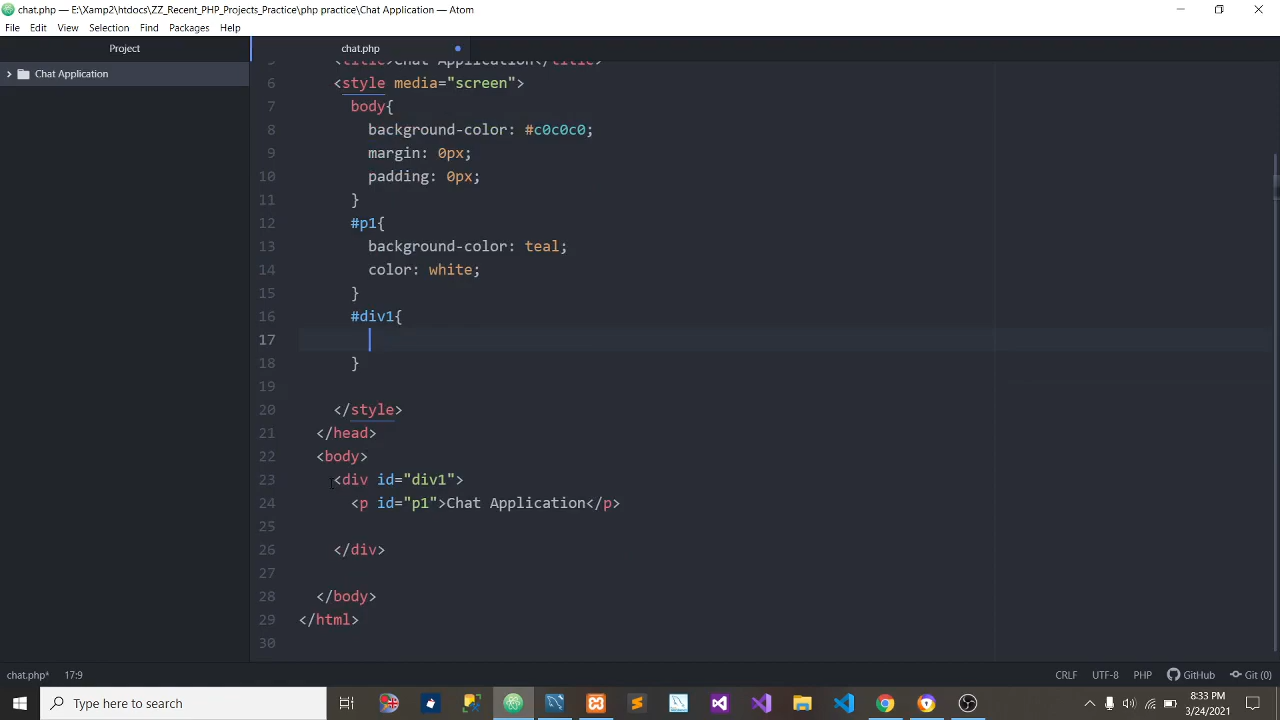 chat.php — E:\Xamp2\htdocs\ZZ_Recent_PHP_Projects_Practice\php practice\Chat Application — Atom
File Edit View Selection Find Packages Help
Project
chat.php
Chat Application
5 <title>Chat Application</title>
6 <style media="screen">
7 body{
8 background-color: #c0c0c0;
9 margin: 0px;
10 padding: 0px;
11 }
12 #p1{
13 background-color: teal;
14 color: white;
15 }
16 #div1{
17
18 }
19
20 </style>
21 </head>
22 <body>
23 <div id="div1">
24 <p id="p1">Chat Application</p>
25
26 </div>
27
28 </body>
29 </html>
30
chat.php* 17:9 CRLF UTF-8 PHP GitHub Git (0)
Type here to search
8:33 PM
3/24/2021